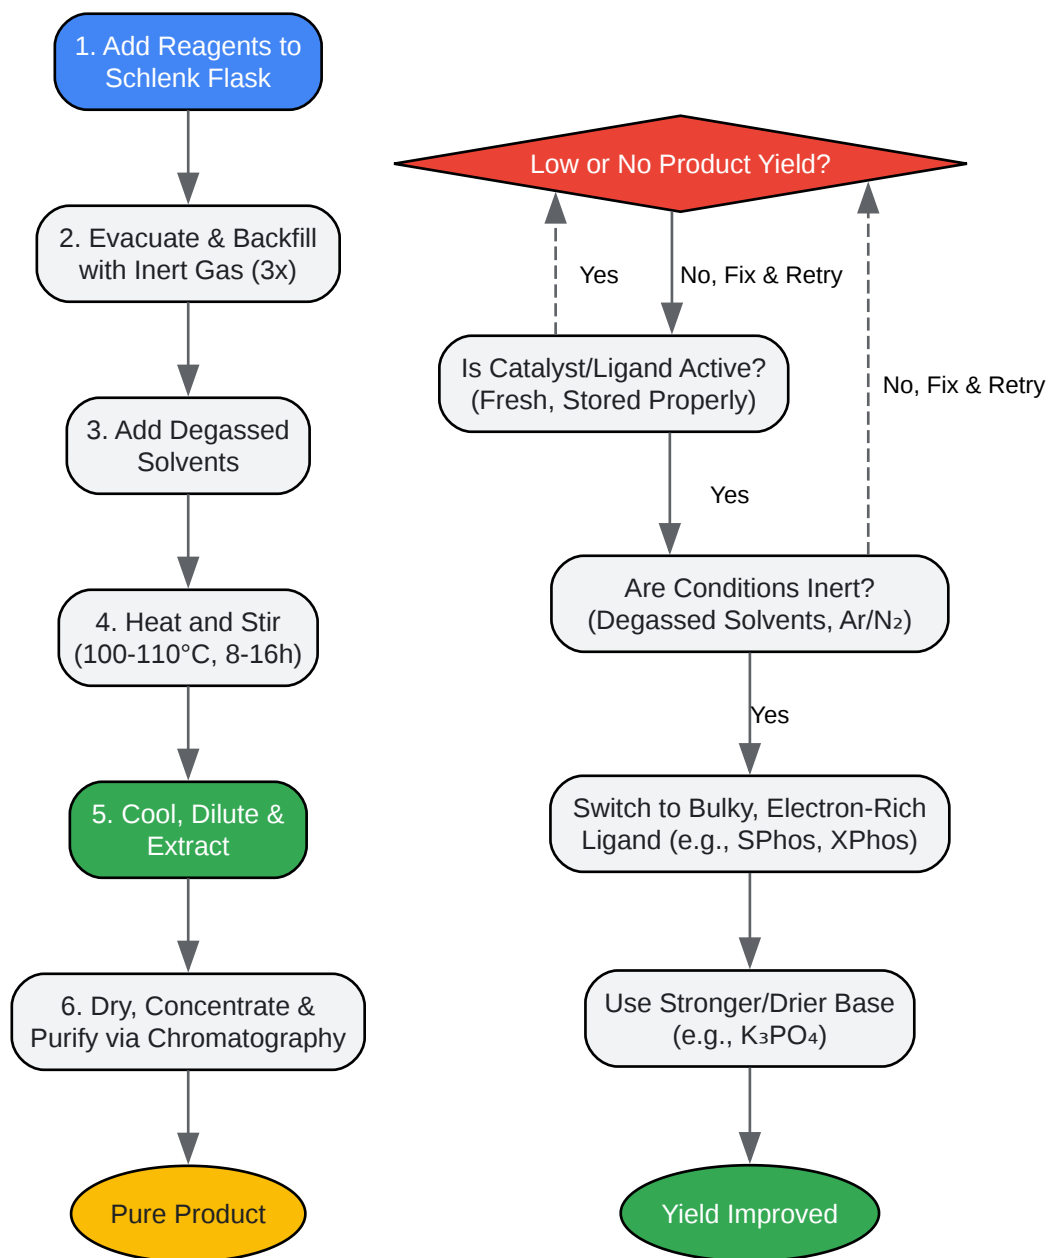 1. Add Reagents to
Schlenk Flask
2. Evacuate & Backfill
with Inert Gas (3x)
3. Add Degassed
Solvents
4. Heat and Stir
(100-110°C, 8-16h)
5. Cool, Dilute &
Extract
6. Dry, Concentrate &
Purify via Chromatography
Pure Product
Low or No Product Yield?
Yes
No, Fix & Retry
Is Catalyst/Ligand Active?
(Fresh, Stored Properly)
No, Fix & Retry
Yes
Are Conditions Inert?
(Degassed Solvents, Ar/N₂)
Yes
Switch to Bulky, Electron-Rich
Ligand (e.g., SPhos, XPhos)
Use Stronger/Drier Base
(e.g., K₃PO₄)
Yield Improved